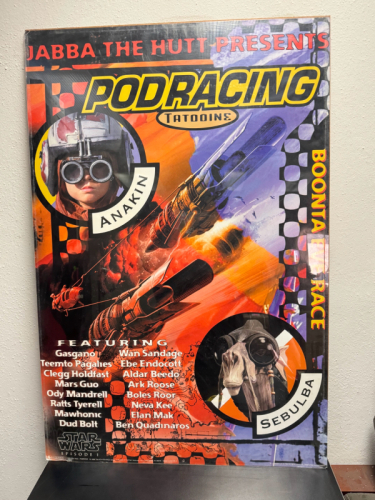 JABBA THE HUTT PRESENTS
PODRACING
TATOOINE
ANAKIN
BOONTA EVE RACE
FEATURING
Gasgano Wan Sandage
Teemto Pagalies Ebe Endocott
Clegg Holdfast Aldar Beedo
Mars Guo Ark Roose
Ody Mandrell Boles Roor
Ratts Tyerell Neva Kee
Mawhonic Elan Mak
Dud Bolt Ben Quadinaros
SEBULBA
STAR
WARS
EPISODE I